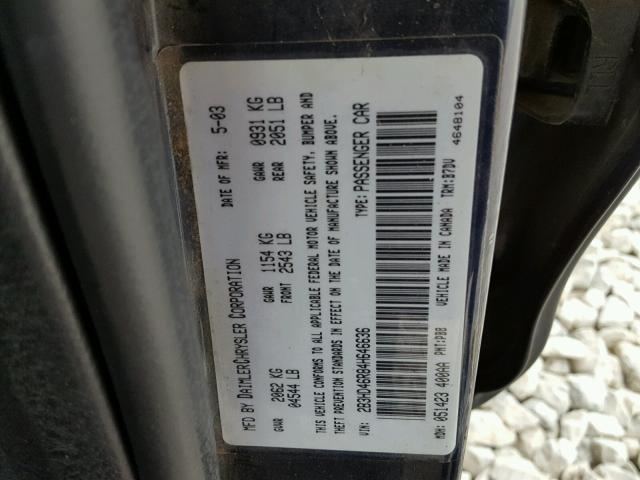 MFD BY DAIMLERCHRYSLER CORPORATION DATE OF MFR: 5-03
GVWR 2062 KG GAWR 1154 KG GAWR 0931 KG
04544 LB FRONT 2543 LB REAR 2051 LB
THIS VEHICLE CONFORMS TO ALL APPLICABLE FEDERAL MOTOR VEHICLE SAFETY, BUMPER AND
THEFT PREVENTION STANDARDS IN EFFECT ON THE DATE OF MANUFACTURE SHOWN ABOVE.
VIN: 2B3HD46R84H646636 TYPE: PASSENGER CAR
MDH: 051423 400AA PNT: PB8 VEHICLE MADE IN CANADA TRM: B7DV 4648104